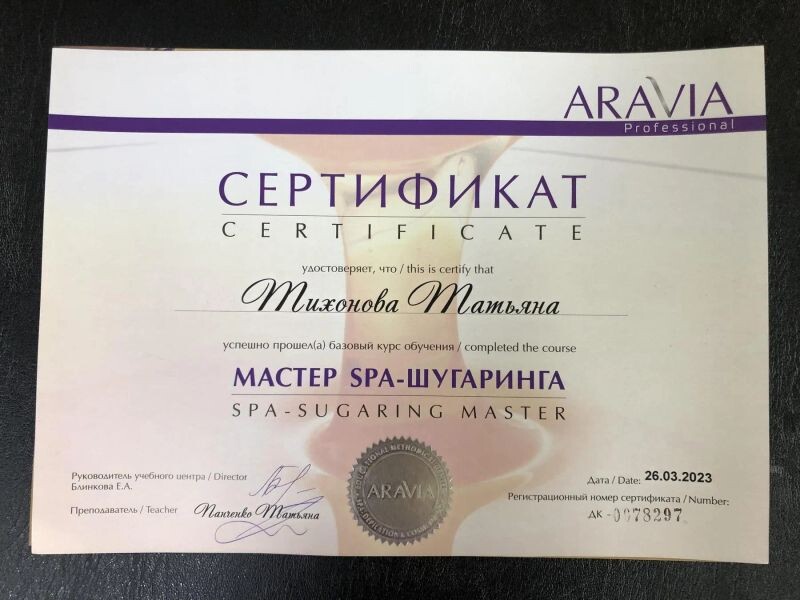 ARAVIA
Professional
СЕРТИФИКАТ
CERTIFICATE
удостоверяет, что / this is certify that
Тихонова Татьяна
успешно прошел(а) базовый курс обучения / completed the course
МАСТЕР SPA-ШУГАРИНГА
SPA-SUGARING MASTER
Руководитель учебного центра / Director
Блинкова Е.А.
Преподаватель / Teacher Панченко Татьяна
ARAVIA
Дата / Date: 26.03.2023
Регистрационный номер сертификата / Number:
ДК -0078297